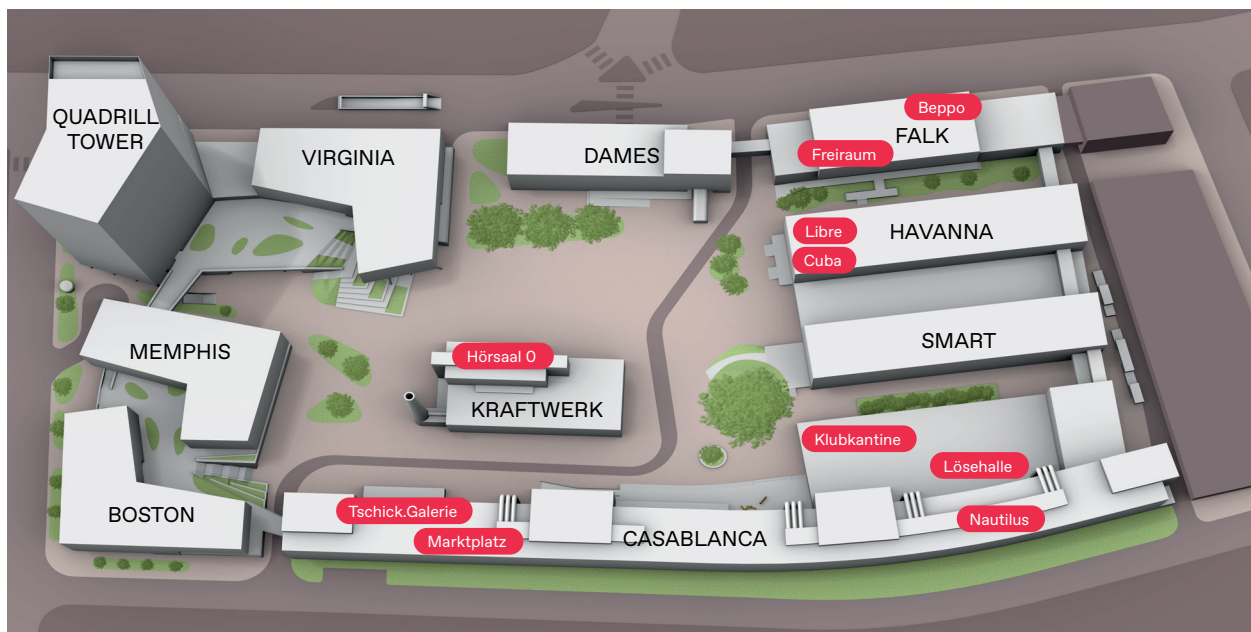 QUADRILL
TOWER
VIRGINIA
DAMES
Beppo
FALK
Freiraum
Libre
HAVANNA
Cuba
MEMPHIS
SMART
Hörsaal 0
KRAFTWERK
Klubkantine
Lösehalle
BOSTON
Tschick.Galerie
Marktplatz
CASABLANCA
Nautilus